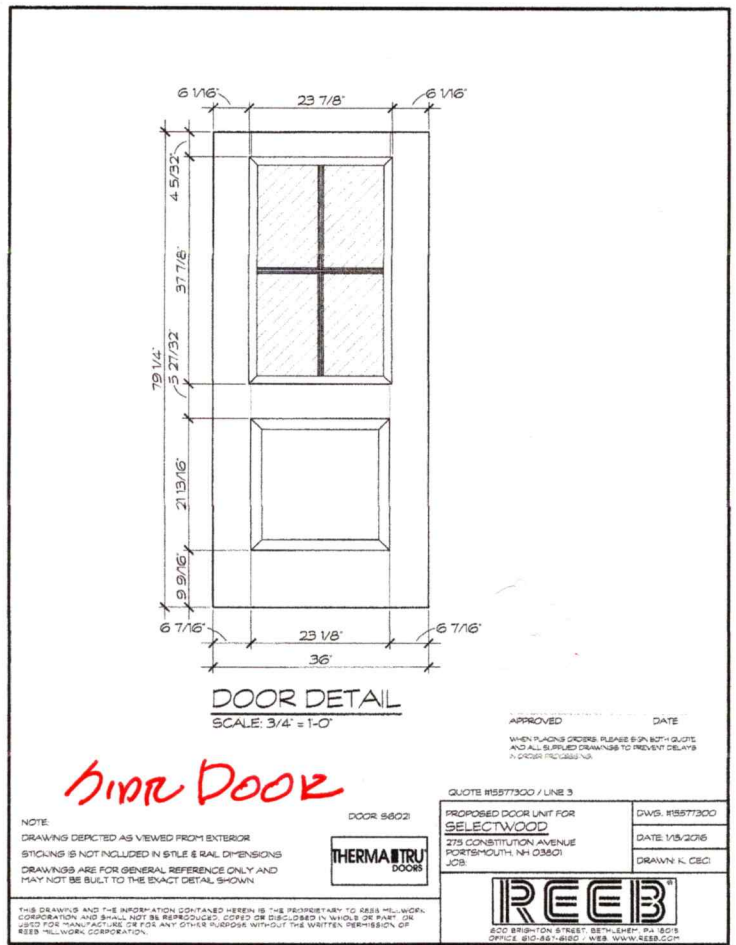 6 1/16"
23 7/8"
6 1/16"
4 5/32"
37 7/8"
79 1/4"
5 27/32"
21 13/16"
9 9/16"
6 7/16"
23 1/8"
6 7/16"
36"
DOOR DETAIL
SCALE: 3/4" = 1'-0"
APPROVED DATE
WHEN PLACING ORDERS, PLEASE SIGN BOTH QUOTE
AND ALL SUPPLIED DRAWINGS TO PREVENT DELAYS
IN ORDER PROCESSING.
SIDE DOOR
QUOTE #15577300 / LINE 3
NOTE:
DRAWING DEPICTED AS VIEWED FROM EXTERIOR
STICKING IS NOT INCLUDED IN STILE & RAIL DIMENSIONS
DRAWINGS ARE FOR GENERAL REFERENCE ONLY AND
MAY NOT BE BUILT TO THE EXACT DETAIL SHOWN
DOOR: S6021
THERMA TRU
DOORS
PROPOSED DOOR UNIT FOR
SELECTWOOD
275 CONSTITUTION AVENUE
PORTSMOUTH, NH 03801
JOB:
DWG. #15577300
DATE: 1/13/2016
DRAWN: K. CECI
THIS DRAWING AND THE INFORMATION CONTAINED HEREIN IS THE PROPRIETARY TO REEB MILLWORK
CORPORATION AND SHALL NOT BE REPRODUCED, COPIED OR DISCLOSED IN WHOLE OR PART OR
USED FOR MANUFACTURE OR FOR ANY OTHER PURPOSE WITHOUT THE WRITTEN PERMISSION OF
REEB MILLWORK CORPORATION.
REEB®
600 BRIGHTON STREET, BETHLEHEM, PA 18015
OFFICE: 610-867-6160 / WEB: WWW.REEB.COM